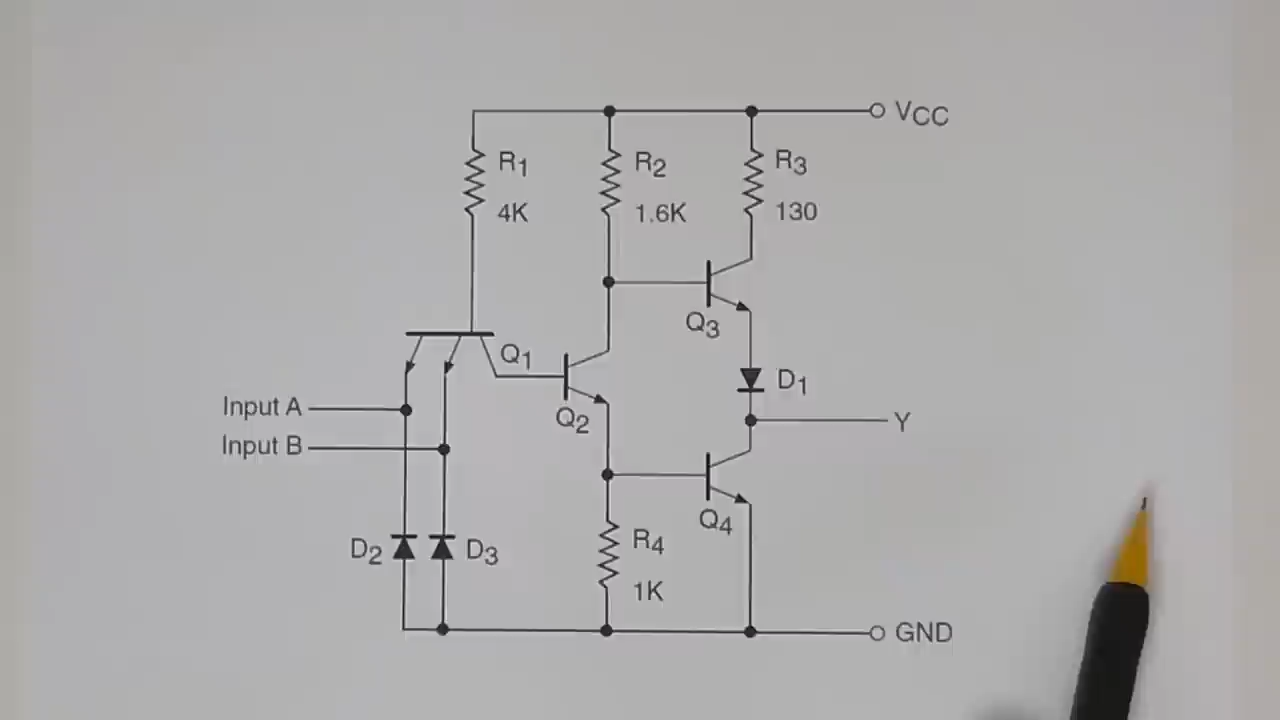 VCC
R1
4K
R2
1.6K
R3
130
Q3
Q1
D1
Input A
Q2
Y
Input B
Q4
D2
D3
R4
1K
GND